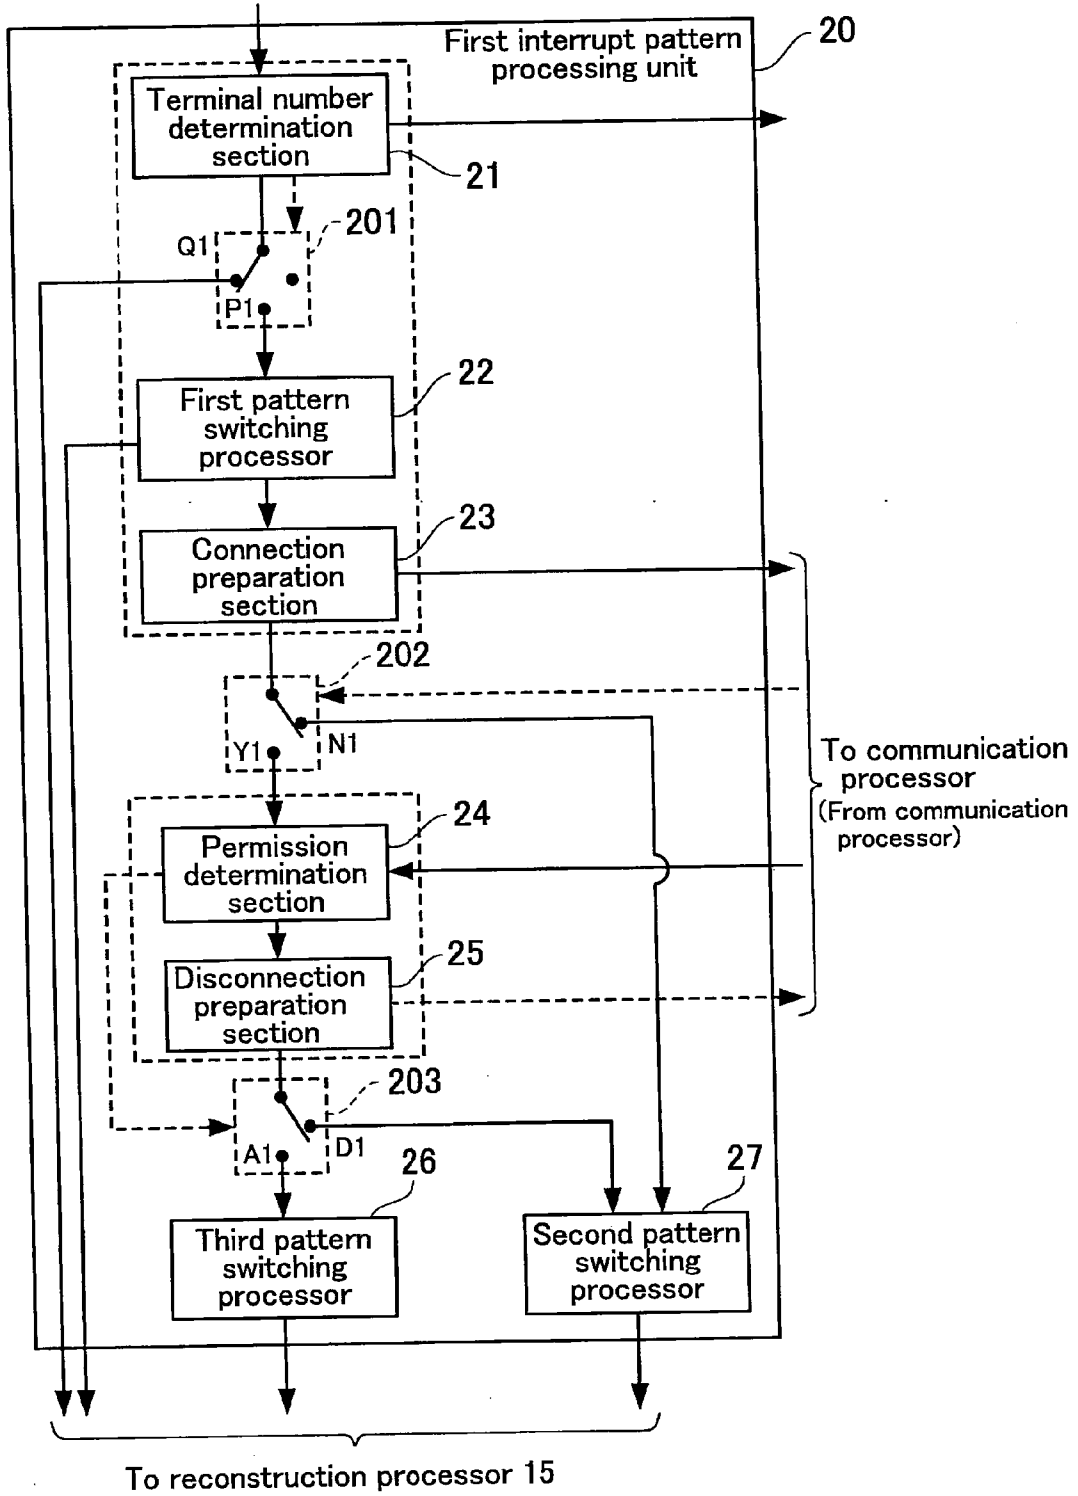 First interrupt pattern
processing unit
20
Terminal number
determination
section
21
201
Q1
P1
22
First pattern
switching
processor
23
Connection
preparation
section
202
Y1
N1
To communication
processor
(From communication
processor)
24
Permission
determination
section
25
Disconnection
preparation
section
203
A1
D1
26
27
Third pattern
switching
processor
Second pattern
switching
processor
To reconstruction processor 15